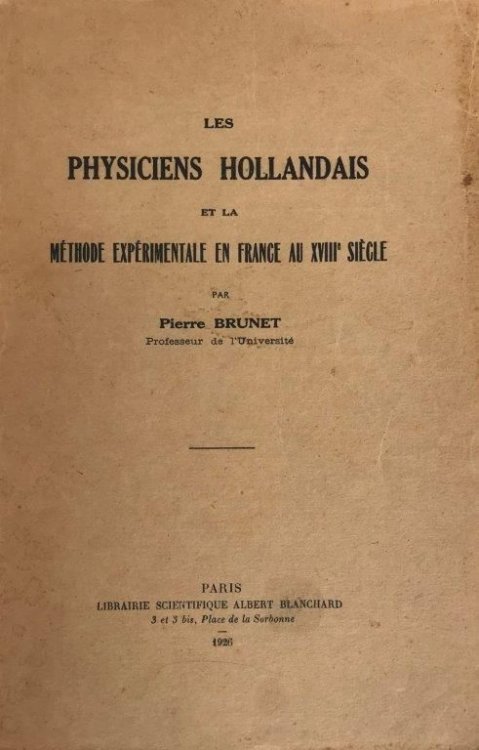 LES
PHYSICIENS HOLLANDAIS
ET LA
MÉTHODE EXPÉRIMENTALE EN FRANCE AU XVIIIe SIÈCLE
PAR
Pierre BRUNET
Professeur de l'Université
PARIS
LIBRAIRIE SCIENTIFIQUE ALBERT BLANCHARD
3 et 3 bis, Place de la Sorbonne
1926